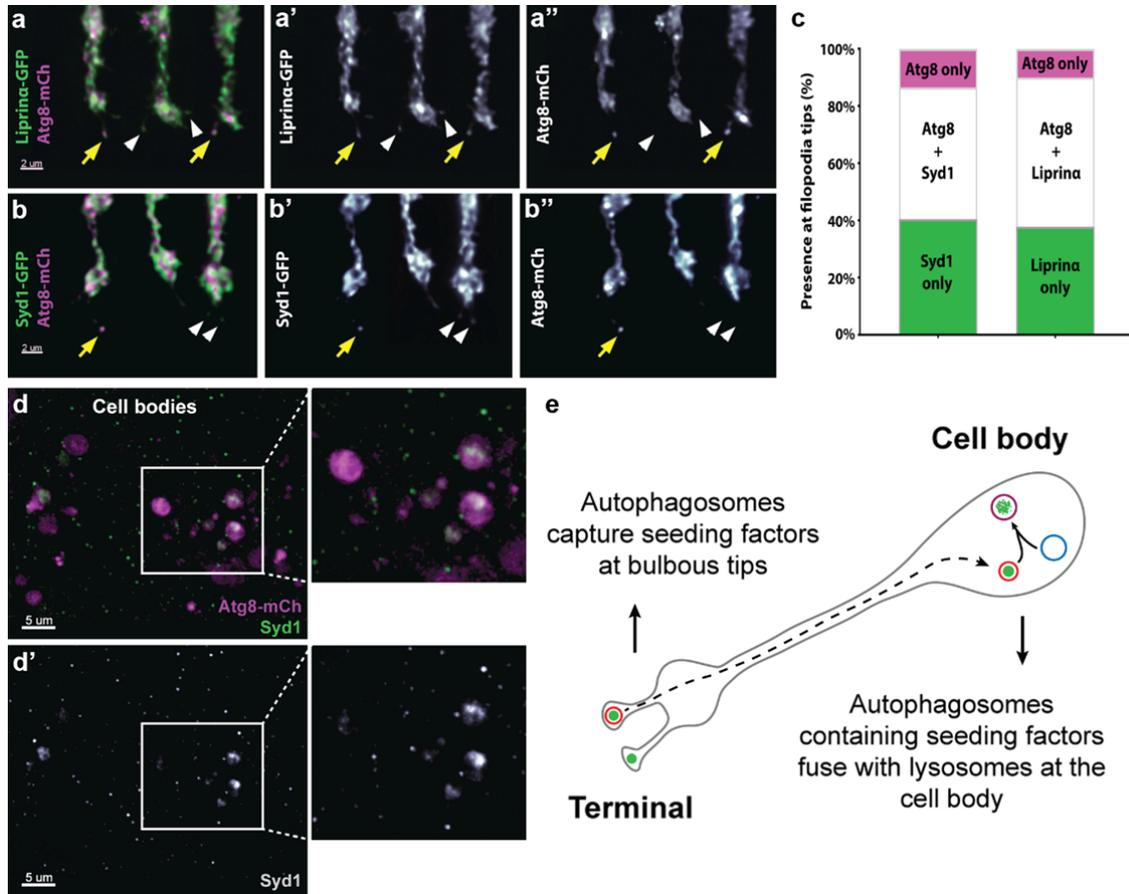 a
Liprinα-GFP
Atg8-mCh
2 um
a’
Liprinα-GFP
a”
Atg8-mCh
b
Syd1-GFP
Atg8-mCh
2 um
b’
Syd1-GFP
b”
Atg8-mCh
c
Presence at filopodia tips (%)
100%
80%
60%
40%
20%
0%
Atg8 only
Atg8
+
Syd1
Syd1
only
Atg8 only
Atg8
+
Liprinα
Liprinα
only
d
Cell bodies
Atg8-mCh
Syd1
5 um
d’
5 um
Syd1
e
Cell body
Autophagosomes
capture seeding factors
at bulbous tips
Terminal
Autophagosomes
containing seeding factors
fuse with lysosomes at the
cell body